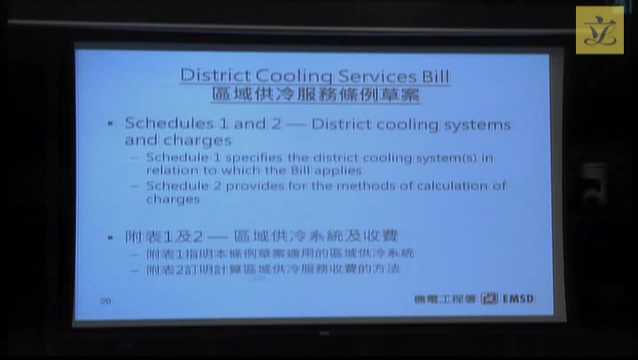 District Cooling Services Bill
區域供冷服務條例草案
• Schedules 1 and 2 — District cooling systems
and charges
– Schedule 1 specifies the district cooling system(s) in
relation to which the Bill applies
– Schedule 2 provides for the methods of calculation of
charges
• 附表1及2 — 區域供冷系統及收費
– 附表1指明本條例草案適用的區域供冷系統
– 附表2訂明計算區域供冷服務收費的方法
20
機電工程署 EMSD
立